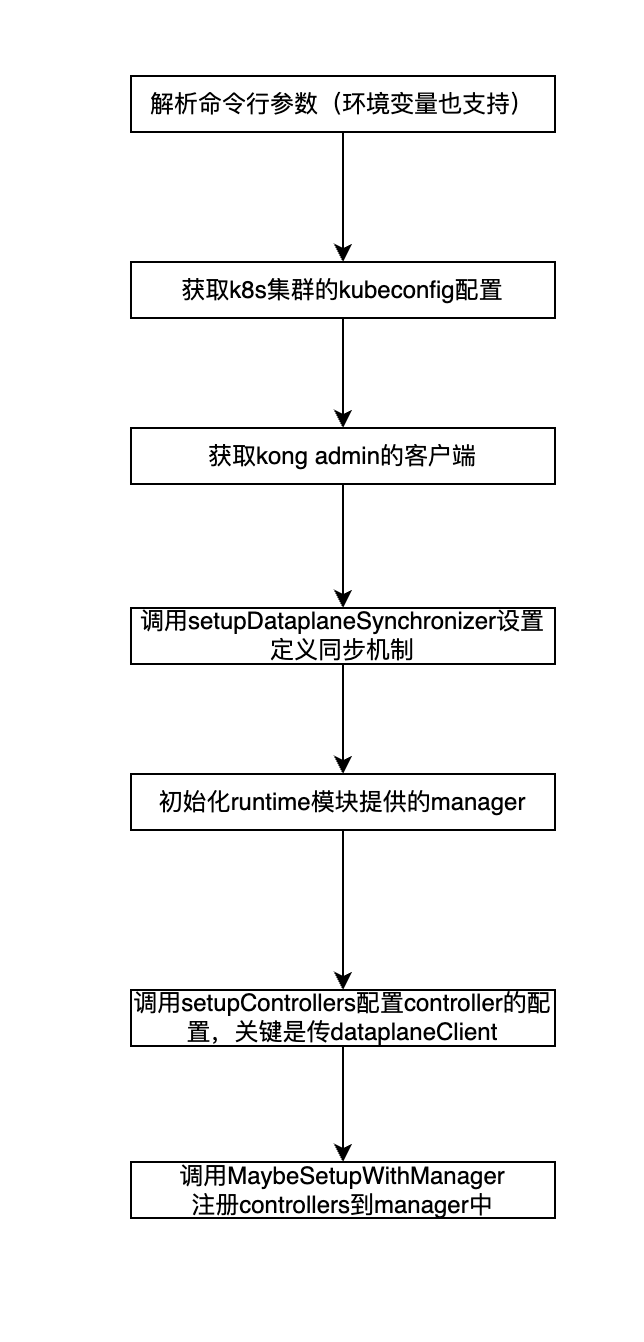 解析命令行参数（环境变量也支持）
获取k8s集群的kubeconfig配置
获取kong admin的客户端
调用setupDataplaneSynchronizer设置
定义同步机制
初始化runtime模块提供的manager
调用setupControllers配置controller的配
置，关键是传dataplaneClient
调用MaybeSetupWithManager
注册controllers到manager中